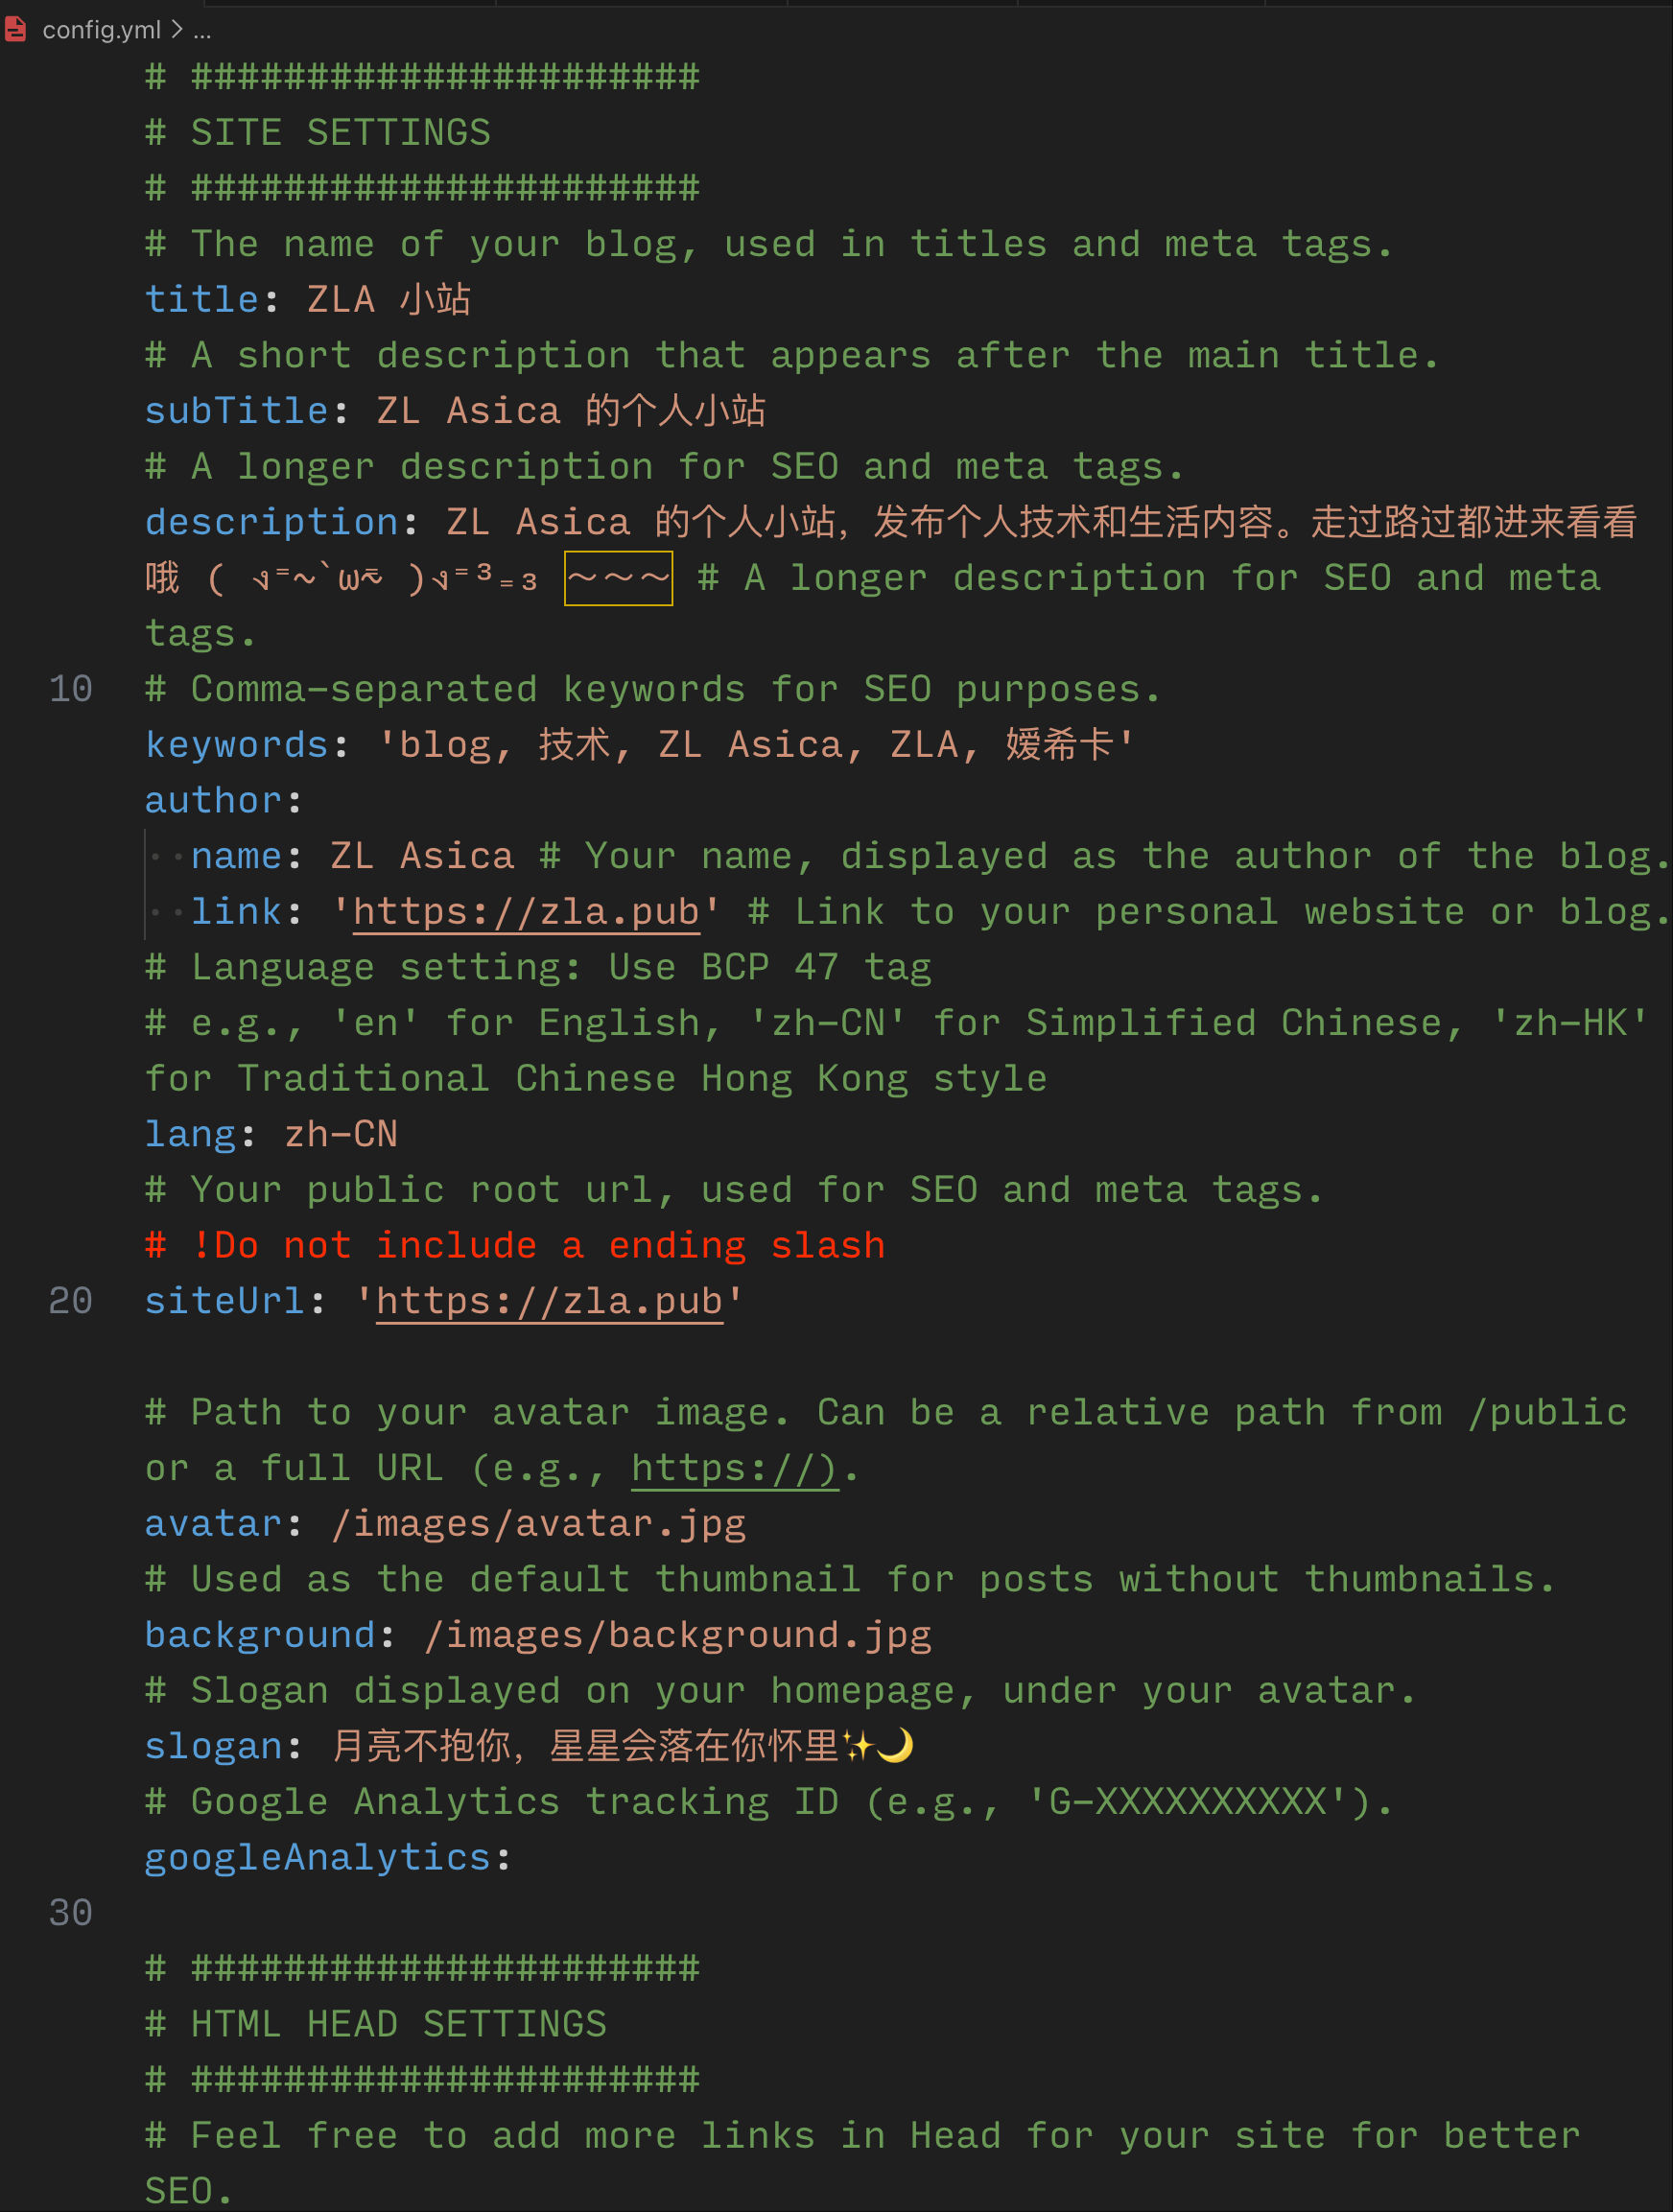 config.yml > ...
# ######################
# SITE SETTINGS
# ######################
# The name of your blog, used in titles and meta tags.
title: ZLA 小站
# A short description that appears after the main title.
subTitle: ZL Asica 的个人小站
# A longer description for SEO and meta tags.
description: ZL Asica 的个人小站，发布个人技术和生活内容。走过路过都进来看看
哦 ～～～ # A longer description for SEO and meta
tags.
10 # Comma-separated keywords for SEO purposes.
keywords: 'blog, 技术, ZL Asica, ZLA, 嫒希卡'
author:
name: ZL Asica # Your name, displayed as the author of the blog.
link: 'https://zla.pub' # Link to your personal website or blog.
# Language setting: Use BCP 47 tag
# e.g., 'en' for English, 'zh-CN' for Simplified Chinese, 'zh-HK'
for Traditional Chinese Hong Kong style
lang: zh-CN
# Your public root url, used for SEO and meta tags.
# !Do not include a ending slash
20 siteUrl: 'https://zla.pub'
# Path to your avatar image. Can be a relative path from /public
or a full URL (e.g., https://).
avatar: /images/avatar.jpg
# Used as the default thumbnail for posts without thumbnails.
background: /images/background.jpg
# Slogan displayed on your homepage, under your avatar.
slogan: 月亮不抱你，星星会落在你怀里✨🌙
# Google Analytics tracking ID (e.g., 'G-XXXXXXXXXX').
googleAnalytics:
30
# ######################
# HTML HEAD SETTINGS
# ######################
# Feel free to add more links in Head for your site for better
SEO.